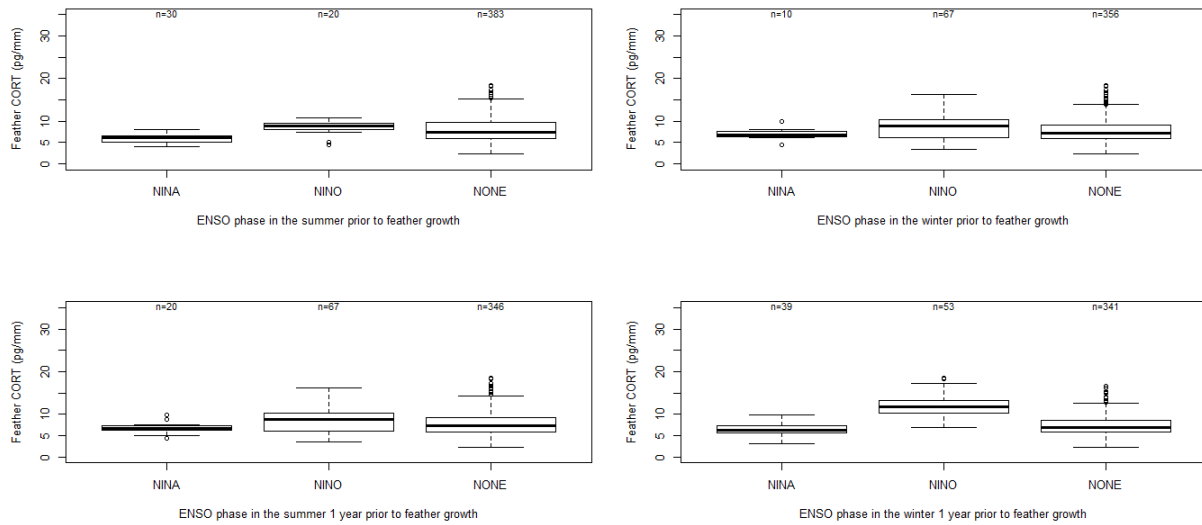 n=30 n=20 n=383
Feather CORT (pg/mm)
30
20
10
5
0
NINA NINO NONE
ENSO phase in the summer prior to feather growth
n=10 n=67 n=356
Feather CORT (pg/mm)
30
20
10
5
0
NINA NINO NONE
ENSO phase in the winter prior to feather growth
n=20 n=67 n=346
Feather CORT (pg/mm)
30
20
10
5
0
NINA NINO NONE
ENSO phase in the summer 1 year prior to feather growth
n=39 n=53 n=341
Feather CORT (pg/mm)
30
20
10
5
0
NINA NINO NONE
ENSO phase in the winter 1 year prior to feather growth